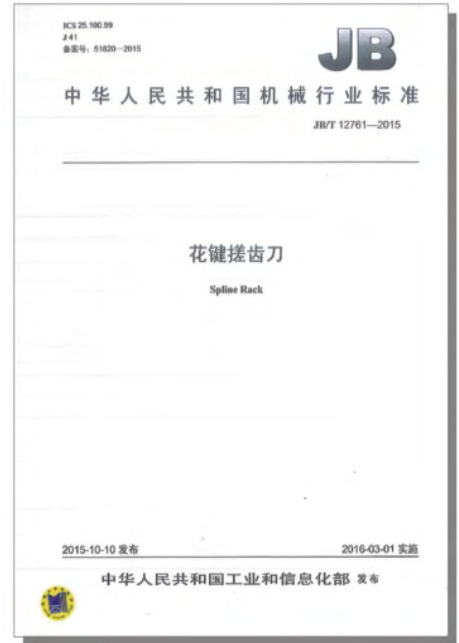 ICS 25.100.99
J 41
备案号：51820—2015
JB
中华人民共和国机械行业标准
JB/T 12761—2015
花键搓齿刀
Spline Rack
2015-10-10 发布
2016-03-01 实施
中华人民共和国工业和信息化部 发布